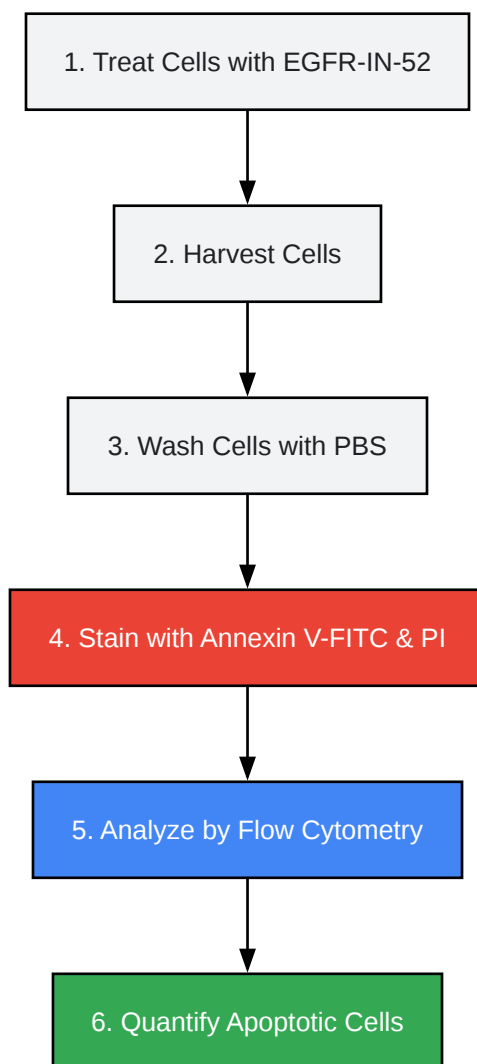 1. Treat Cells with EGFR-IN-52
2. Harvest Cells
3. Wash Cells with PBS
4. Stain with Annexin V-FITC & PI
5. Analyze by Flow Cytometry
6. Quantify Apoptotic Cells